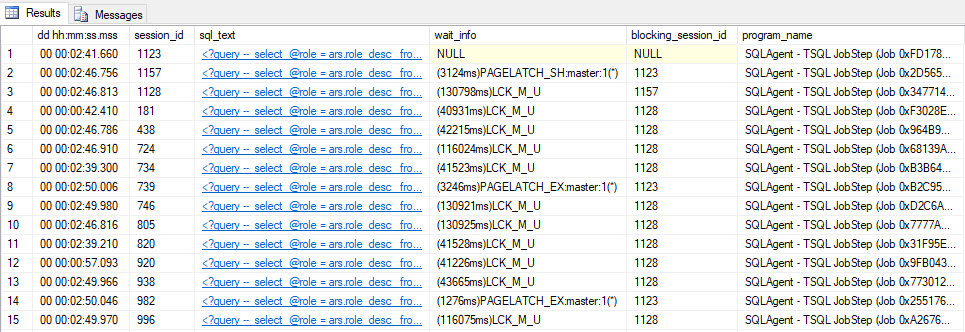 Results Messages
dd hh:mm:ss.mss session_id sql_text wait_info blocking_session_id program_name
1 00 00:02:41.660 1123 <?query -- select @role = ars.role_desc fro... NULL NULL SQLAgent - TSQL JobStep (Job 0xFD178...
2 00 00:02:46.756 1157 <?query -- select @role = ars.role_desc fro... (3124ms)PAGELATCH_SH:master:1(*) 1123 SQLAgent - TSQL JobStep (Job 0x2D565...
3 00 00:02:46.813 1128 <?query -- select @role = ars.role_desc fro... (130798ms)LCK_M_U 1157 SQLAgent - TSQL JobStep (Job 0x347714...
4 00 00:00:42.410 181 <?query -- select @role = ars.role_desc fro... (40931ms)LCK_M_U 1128 SQLAgent - TSQL JobStep (Job 0xF3028E...
5 00 00:02:46.786 438 <?query -- select @role = ars.role_desc fro... (42215ms)LCK_M_U 1128 SQLAgent - TSQL JobStep (Job 0x964B9...
6 00 00:02:46.910 724 <?query -- select @role = ars.role_desc fro... (116024ms)LCK_M_U 1128 SQLAgent - TSQL JobStep (Job 0x68139A...
7 00 00:02:39.300 734 <?query -- select @role = ars.role_desc fro... (41523ms)LCK_M_U 1128 SQLAgent - TSQL JobStep (Job 0xB3B64...
8 00 00:02:50.006 739 <?query -- select @role = ars.role_desc fro... (3246ms)PAGELATCH_EX:master:1(*) 1123 SQLAgent - TSQL JobStep (Job 0xB2C95...
9 00 00:02:49.980 746 <?query -- select @role = ars.role_desc fro... (130921ms)LCK_M_U 1128 SQLAgent - TSQL JobStep (Job 0xD2C6A...
10 00 00:02:46.816 805 <?query -- select @role = ars.role_desc fro... (130925ms)LCK_M_U 1128 SQLAgent - TSQL JobStep (Job 0x7777A...
11 00 00:02:39.210 820 <?query -- select @role = ars.role_desc fro... (41528ms)LCK_M_U 1128 SQLAgent - TSQL JobStep (Job 0x31F95E...
12 00 00:00:57.093 920 <?query -- select @role = ars.role_desc fro... (41226ms)LCK_M_U 1128 SQLAgent - TSQL JobStep (Job 0x9FB043...
13 00 00:02:49.966 938 <?query -- select @role = ars.role_desc fro... (43665ms)LCK_M_U 1128 SQLAgent - TSQL JobStep (Job 0x773012...
14 00 00:02:50.046 982 <?query -- select @role = ars.role_desc fro... (1276ms)PAGELATCH_EX:master:1(*) 1123 SQLAgent - TSQL JobStep (Job 0x255176...
15 00 00:02:49.970 996 <?query -- select @role = ars.role_desc fro... (116075ms)LCK_M_U 1128 SQLAgent - TSQL JobStep (Job 0xA2676...